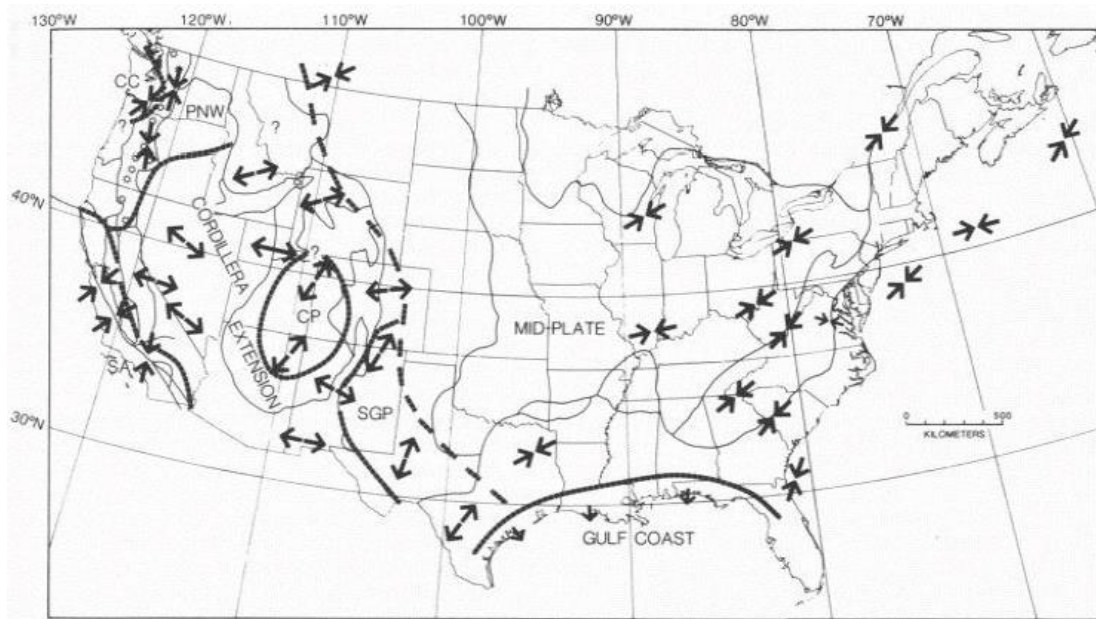 130°W
120°W
110°W
100°W
90°W
80°W
70°W
CC
PNW
?
?
40°N
CORDILLERA
EXTENSION
?
CP
MID-PLATE
SA
SGP
30°N
0 500
KILOMETERS
GULF COAST